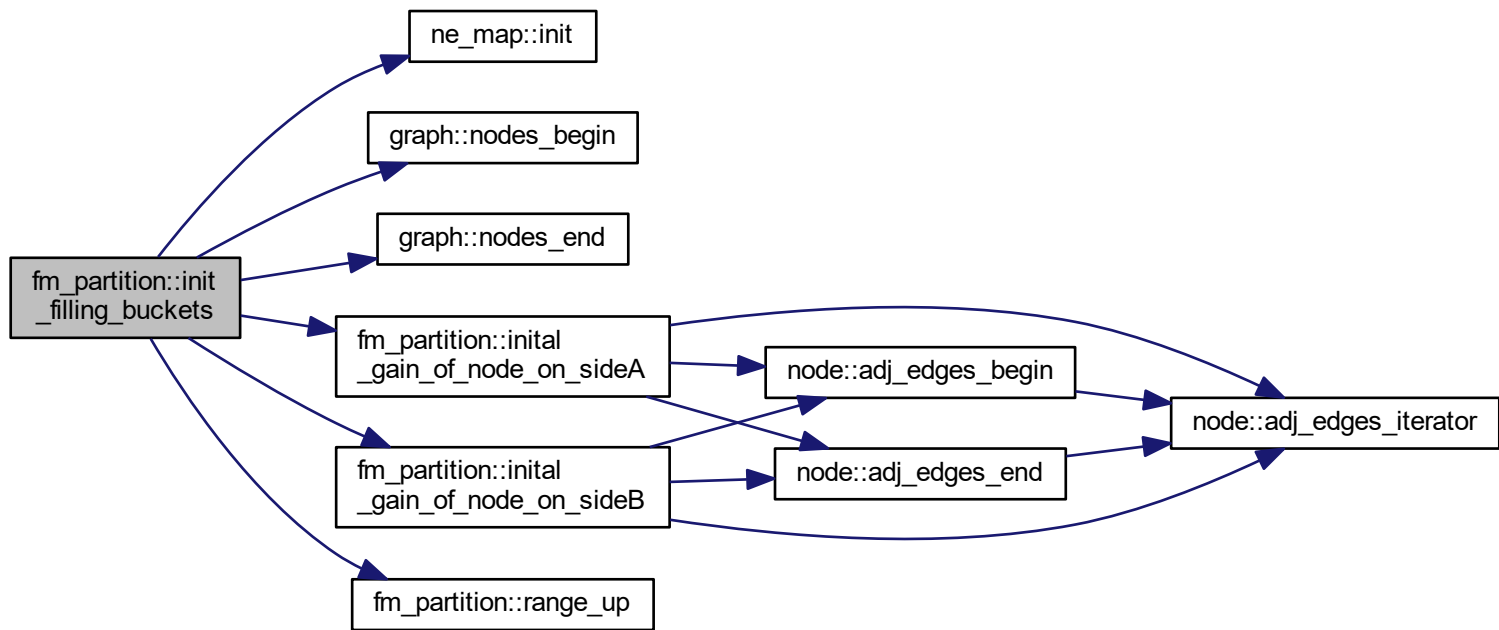 ne_map::init
graph::nodes_begin
graph::nodes_end
fm_partition::init
_filling_buckets
fm_partition::inital
_gain_of_node_on_sideA
node::adj_edges_begin
node::adj_edges_iterator
fm_partition::inital
_gain_of_node_on_sideB
node::adj_edges_end
fm_partition::range_up